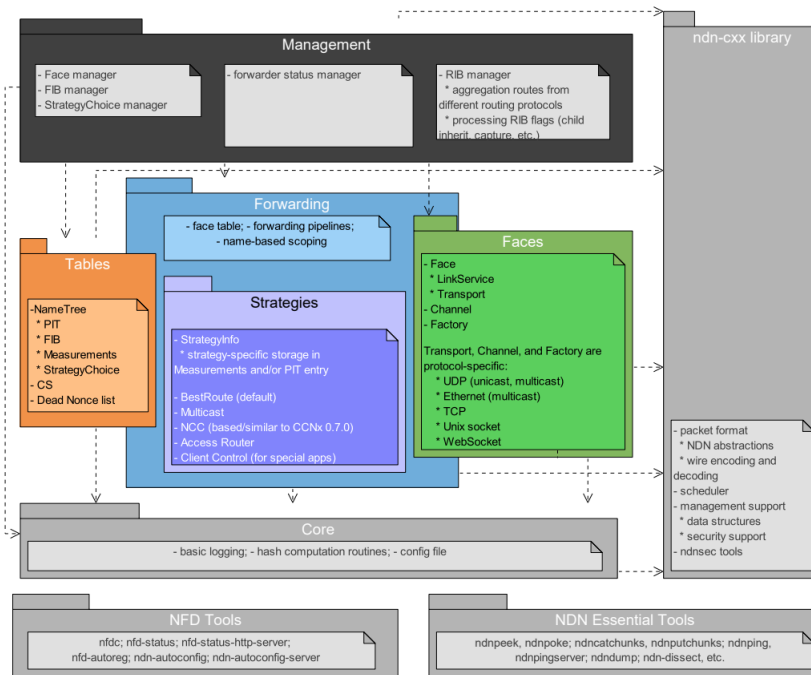 Management
- Face manager
- FIB manager
- StrategyChoice manager
- forwarder status manager
- RIB manager
* aggregation routes from
different routing protocols
* processing RIB flags (child
inherit, capture, etc.)
ndn-cxx library
- packet format
* NDN abstractions
* wire encoding and
decoding
- scheduler
- management support
* data structures
* security support
- ndnsec tools
Forwarding
- face table; - forwarding pipelines;
- name-based scoping
Tables
-NameTree
* PIT
* FIB
* Measurements
* StrategyChoice
- CS
- Dead Nonce list
Strategies
- StrategyInfo
* strategy-specific storage in
Measurements and/or PIT entry
- BestRoute (default)
- Multicast
- NCC (based/similar to CCNx 0.7.0)
- Access Router
- Client Control (for special apps)
Faces
- Face
* LinkService
* Transport
- Channel
- Factory
Transport, Channel, and Factory are
protocol-specific:
* UDP (unicast, multicast)
* Ethernet (multicast)
* TCP
* Unix socket
* WebSocket
Core
- basic logging; - hash computation routines; - config file
NFD Tools
nfdc; nfd-status; nfd-status-http-server;
nfd-autoreg; ndn-autoconfig; ndn-autoconfig-server
NDN Essential Tools
ndnpeek, ndnpoke; ndncatchunks, ndnputchunks; ndnping,
ndnpingserver; ndndump; ndn-dissect, etc.